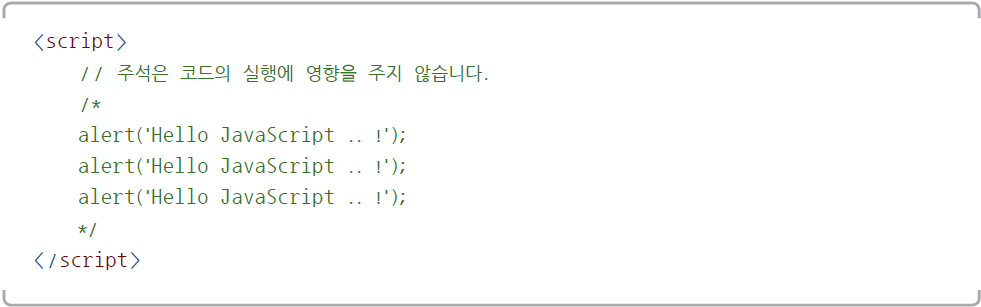 <script>
// 주석은 코드의 실행에 영향을 주지 않습니다.
/*
alert('Hello JavaScript .. !');
alert('Hello JavaScript .. !');
alert('Hello JavaScript .. !');
*/
</script>